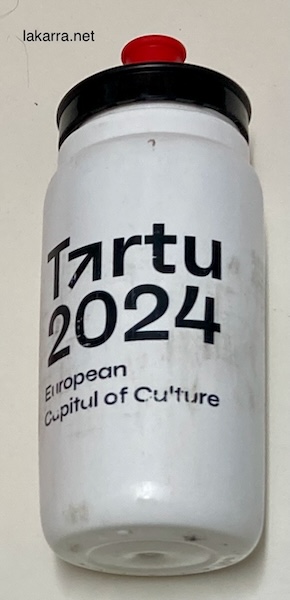 lakarra.net
Tartu
2024
European
Capital of Culture